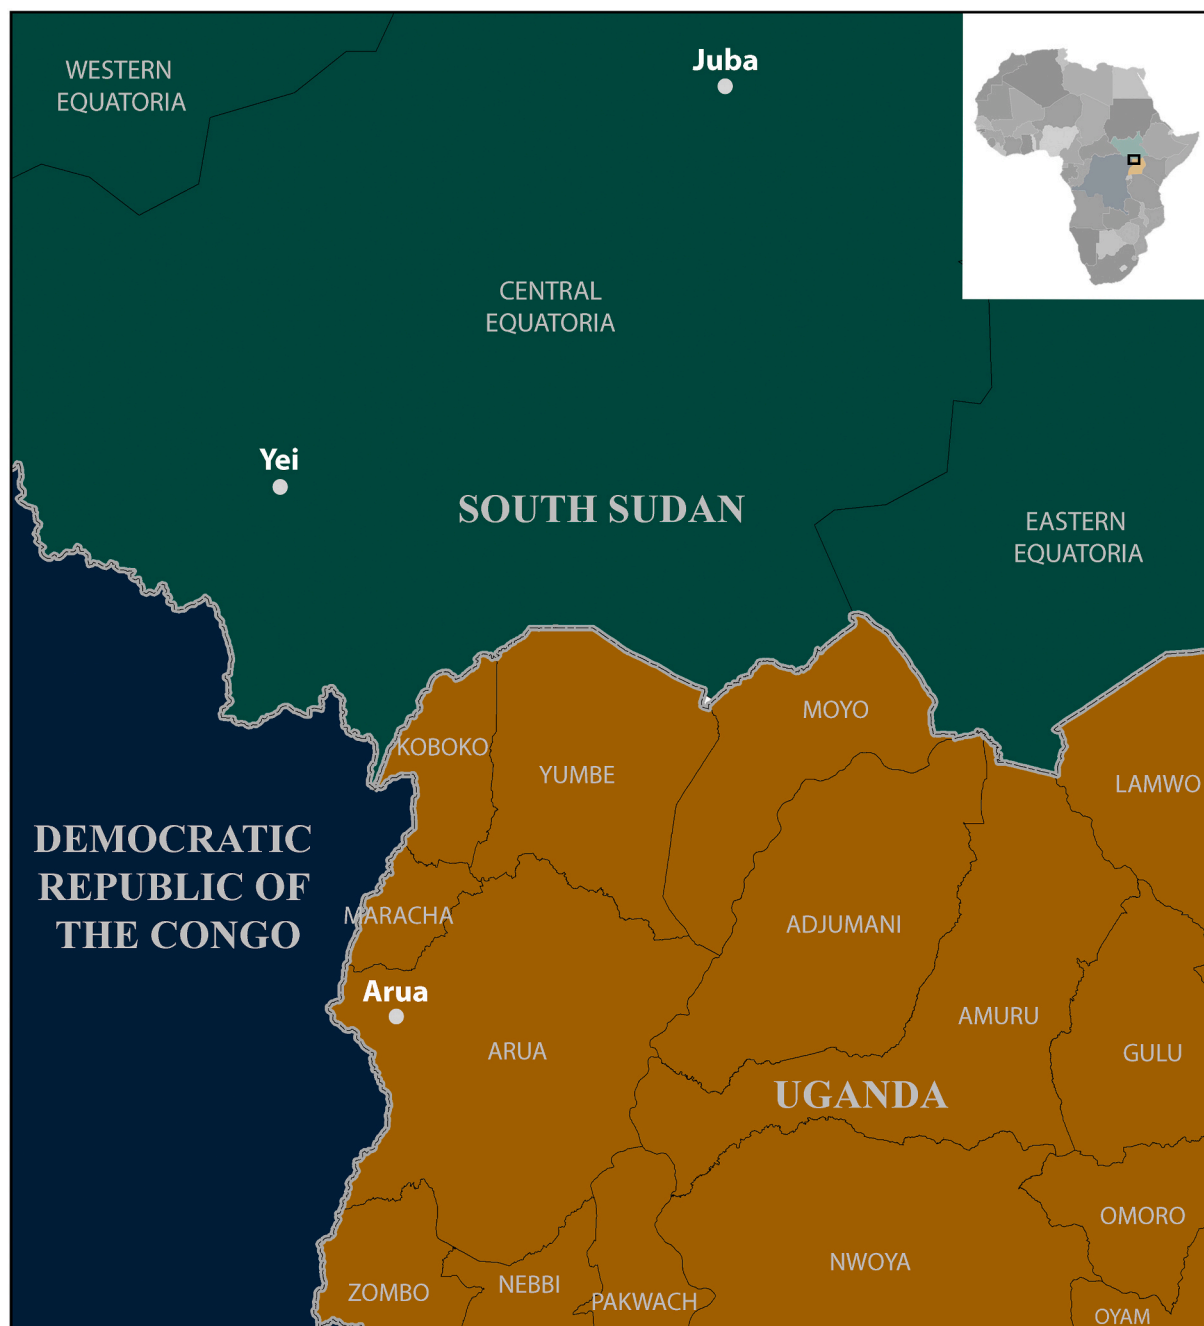 WESTERN
EQUATORIA
Juba
CENTRAL
EQUATORIA
Yei
SOUTH SUDAN
EASTERN
EQUATORIA
MOYO
KOBOKO
YUMBE
LAMWO
DEMOCRATIC
REPUBLIC OF
THE CONGO
MARACHA
ADJUMANI
Arua
AMURU
ARUA
GULU
UGANDA
OMORO
NWOYA
NEBBI
ZOMBO
PAKWACH
OYAM